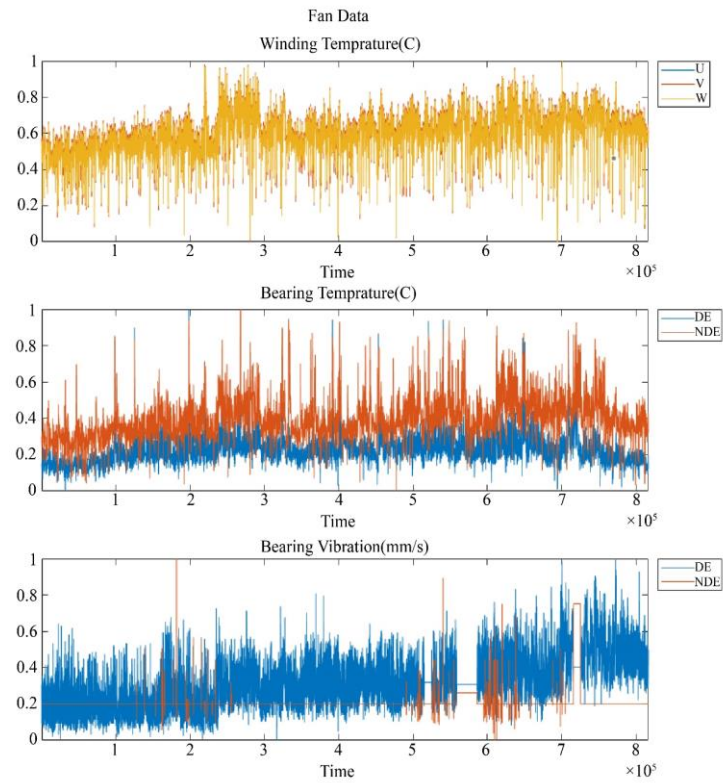 Fan Data
Winding Temprature(C)
1
0.8
0.6
0.4
0.2
0
1 2 3 4 5 6 7 8
Time
×10⁵
U
V
W
Bearing Temprature(C)
1
0.8
0.6
0.4
0.2
0
1 2 3 4 5 6 7 8
Time
×10⁵
DE
NDE
Bearing Vibration(mm/s)
1
0.8
0.6
0.4
0.2
0
1 2 3 4 5 6 7 8
Time
×10⁵
DE
NDE